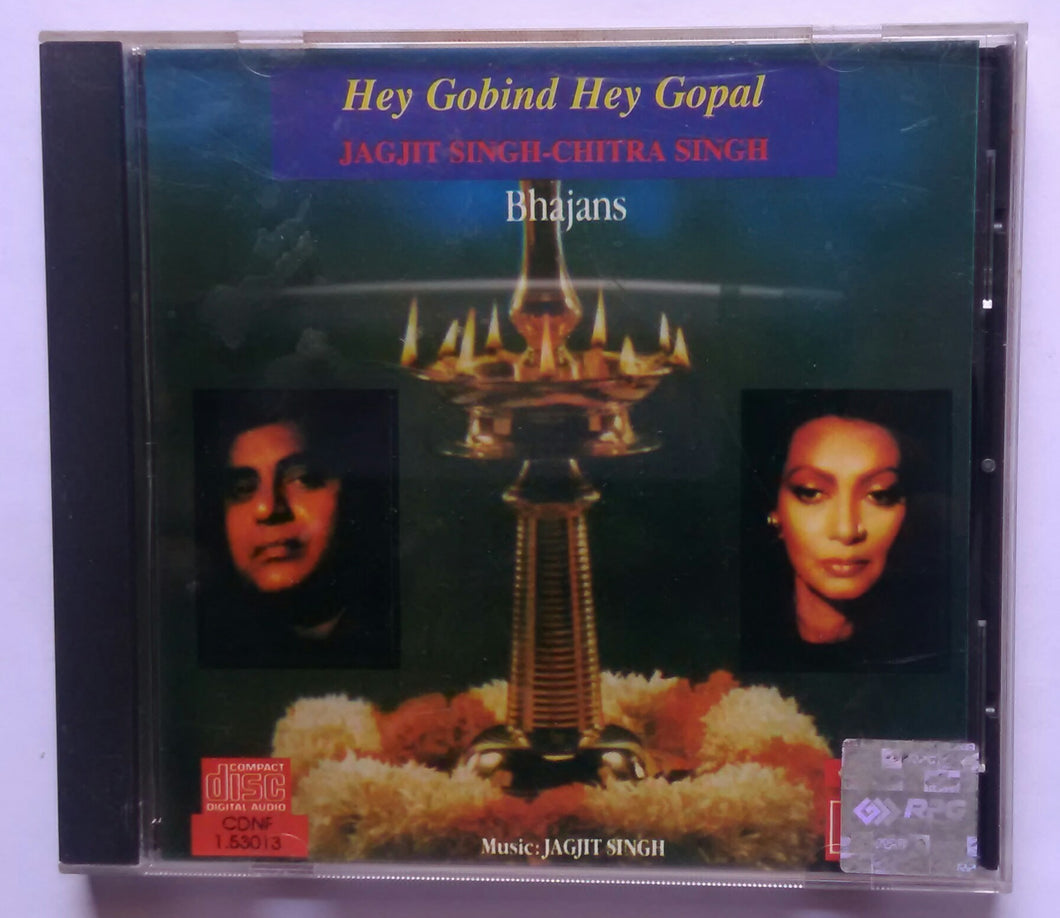 Hey Gobind Hey Gopal
JAGJIT SINGH-CHITRA SINGH
Bhajans
COMPACT
disc
DIGITAL AUDIO
CDNF
1.53013
Music: JAGJIT SINGH
RPG